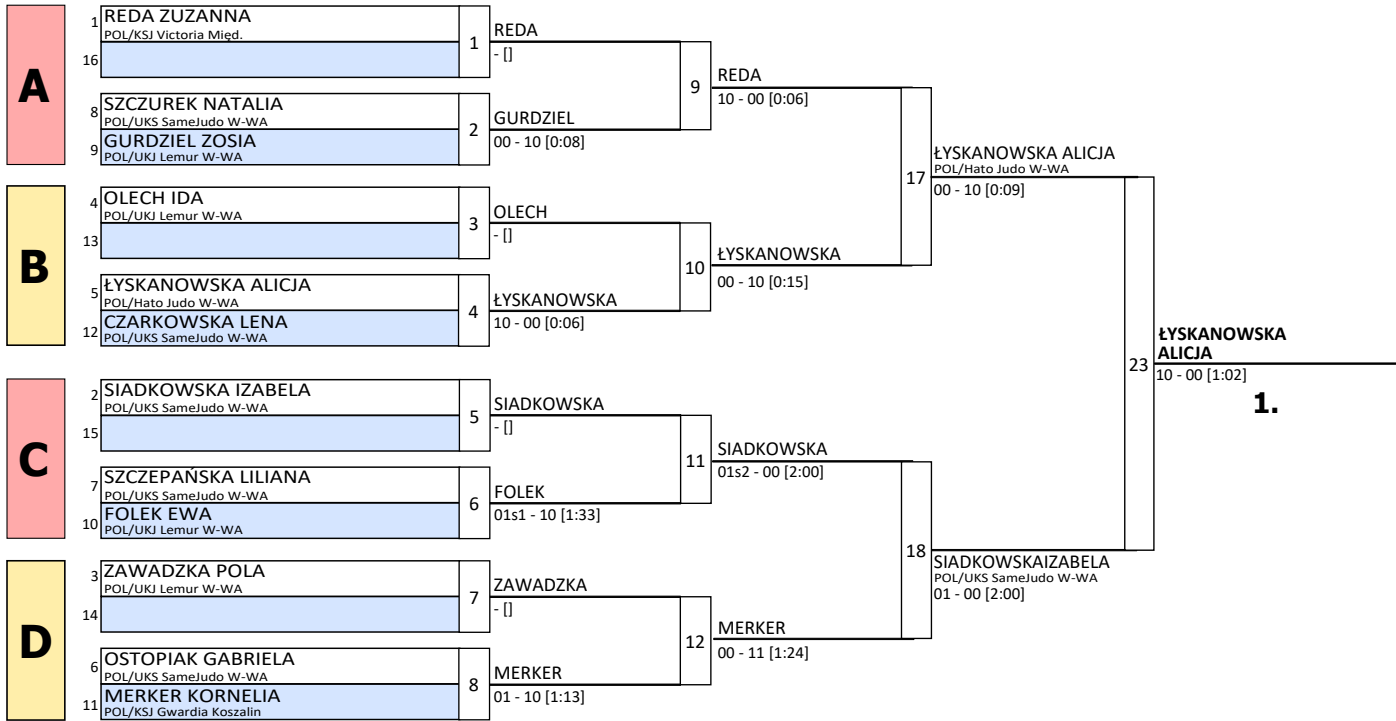 A
1 REDA ZUZANNA
POL/KSJ Victoria Międ.
16
1
REDA
- []
8 SZCZUREK NATALIA
POL/UKS SameJudo W-WA
9 GURDZIEL ZOSIA
POL/UKJ Lemur W-WA
2
GURDZIEL
00 - 10 [0:08]
9
REDA
10 - 00 [0:06]
B
4 OLECH IDA
POL/UKJ Lemur W-WA
13
3
OLECH
- []
5 ŁYSKANOWSKA ALICJA
POL/Hato Judo W-WA
12 CZARKOWSKA LENA
POL/UKS SameJudo W-WA
4
ŁYSKANOWSKA
10 - 00 [0:06]
10
ŁYSKANOWSKA
00 - 10 [0:15]
17
ŁYSKANOWSKA ALICJA
POL/Hato Judo W-WA
00 - 10 [0:09]
C
2 SIADKOWSKA IZABELA
POL/UKS SameJudo W-WA
15
5
SIADKOWSKA
- []
7 SZCZEPAŃSKA LILIANA
POL/UKS SameJudo W-WA
10 FOLEK EWA
POL/UKJ Lemur W-WA
6
FOLEK
01s1 - 10 [1:33]
11
SIADKOWSKA
01s2 - 00 [2:00]
D
3 ZAWADZKA POLA
POL/UKJ Lemur W-WA
14
7
ZAWADZKA
- []
6 OSTOPIAK GABRIELA
POL/UKS SameJudo W-WA
11 MERKER KORNELIA
POL/KSJ Gwardia Koszalin
8
MERKER
01 - 10 [1:13]
12
MERKER
00 - 11 [1:24]
18
SIADKOWSKAIZABELA
POL/UKS SameJudo W-WA
01 - 00 [2:00]
23
ŁYSKANOWSKA
ALICJA
10 - 00 [1:02]
1.